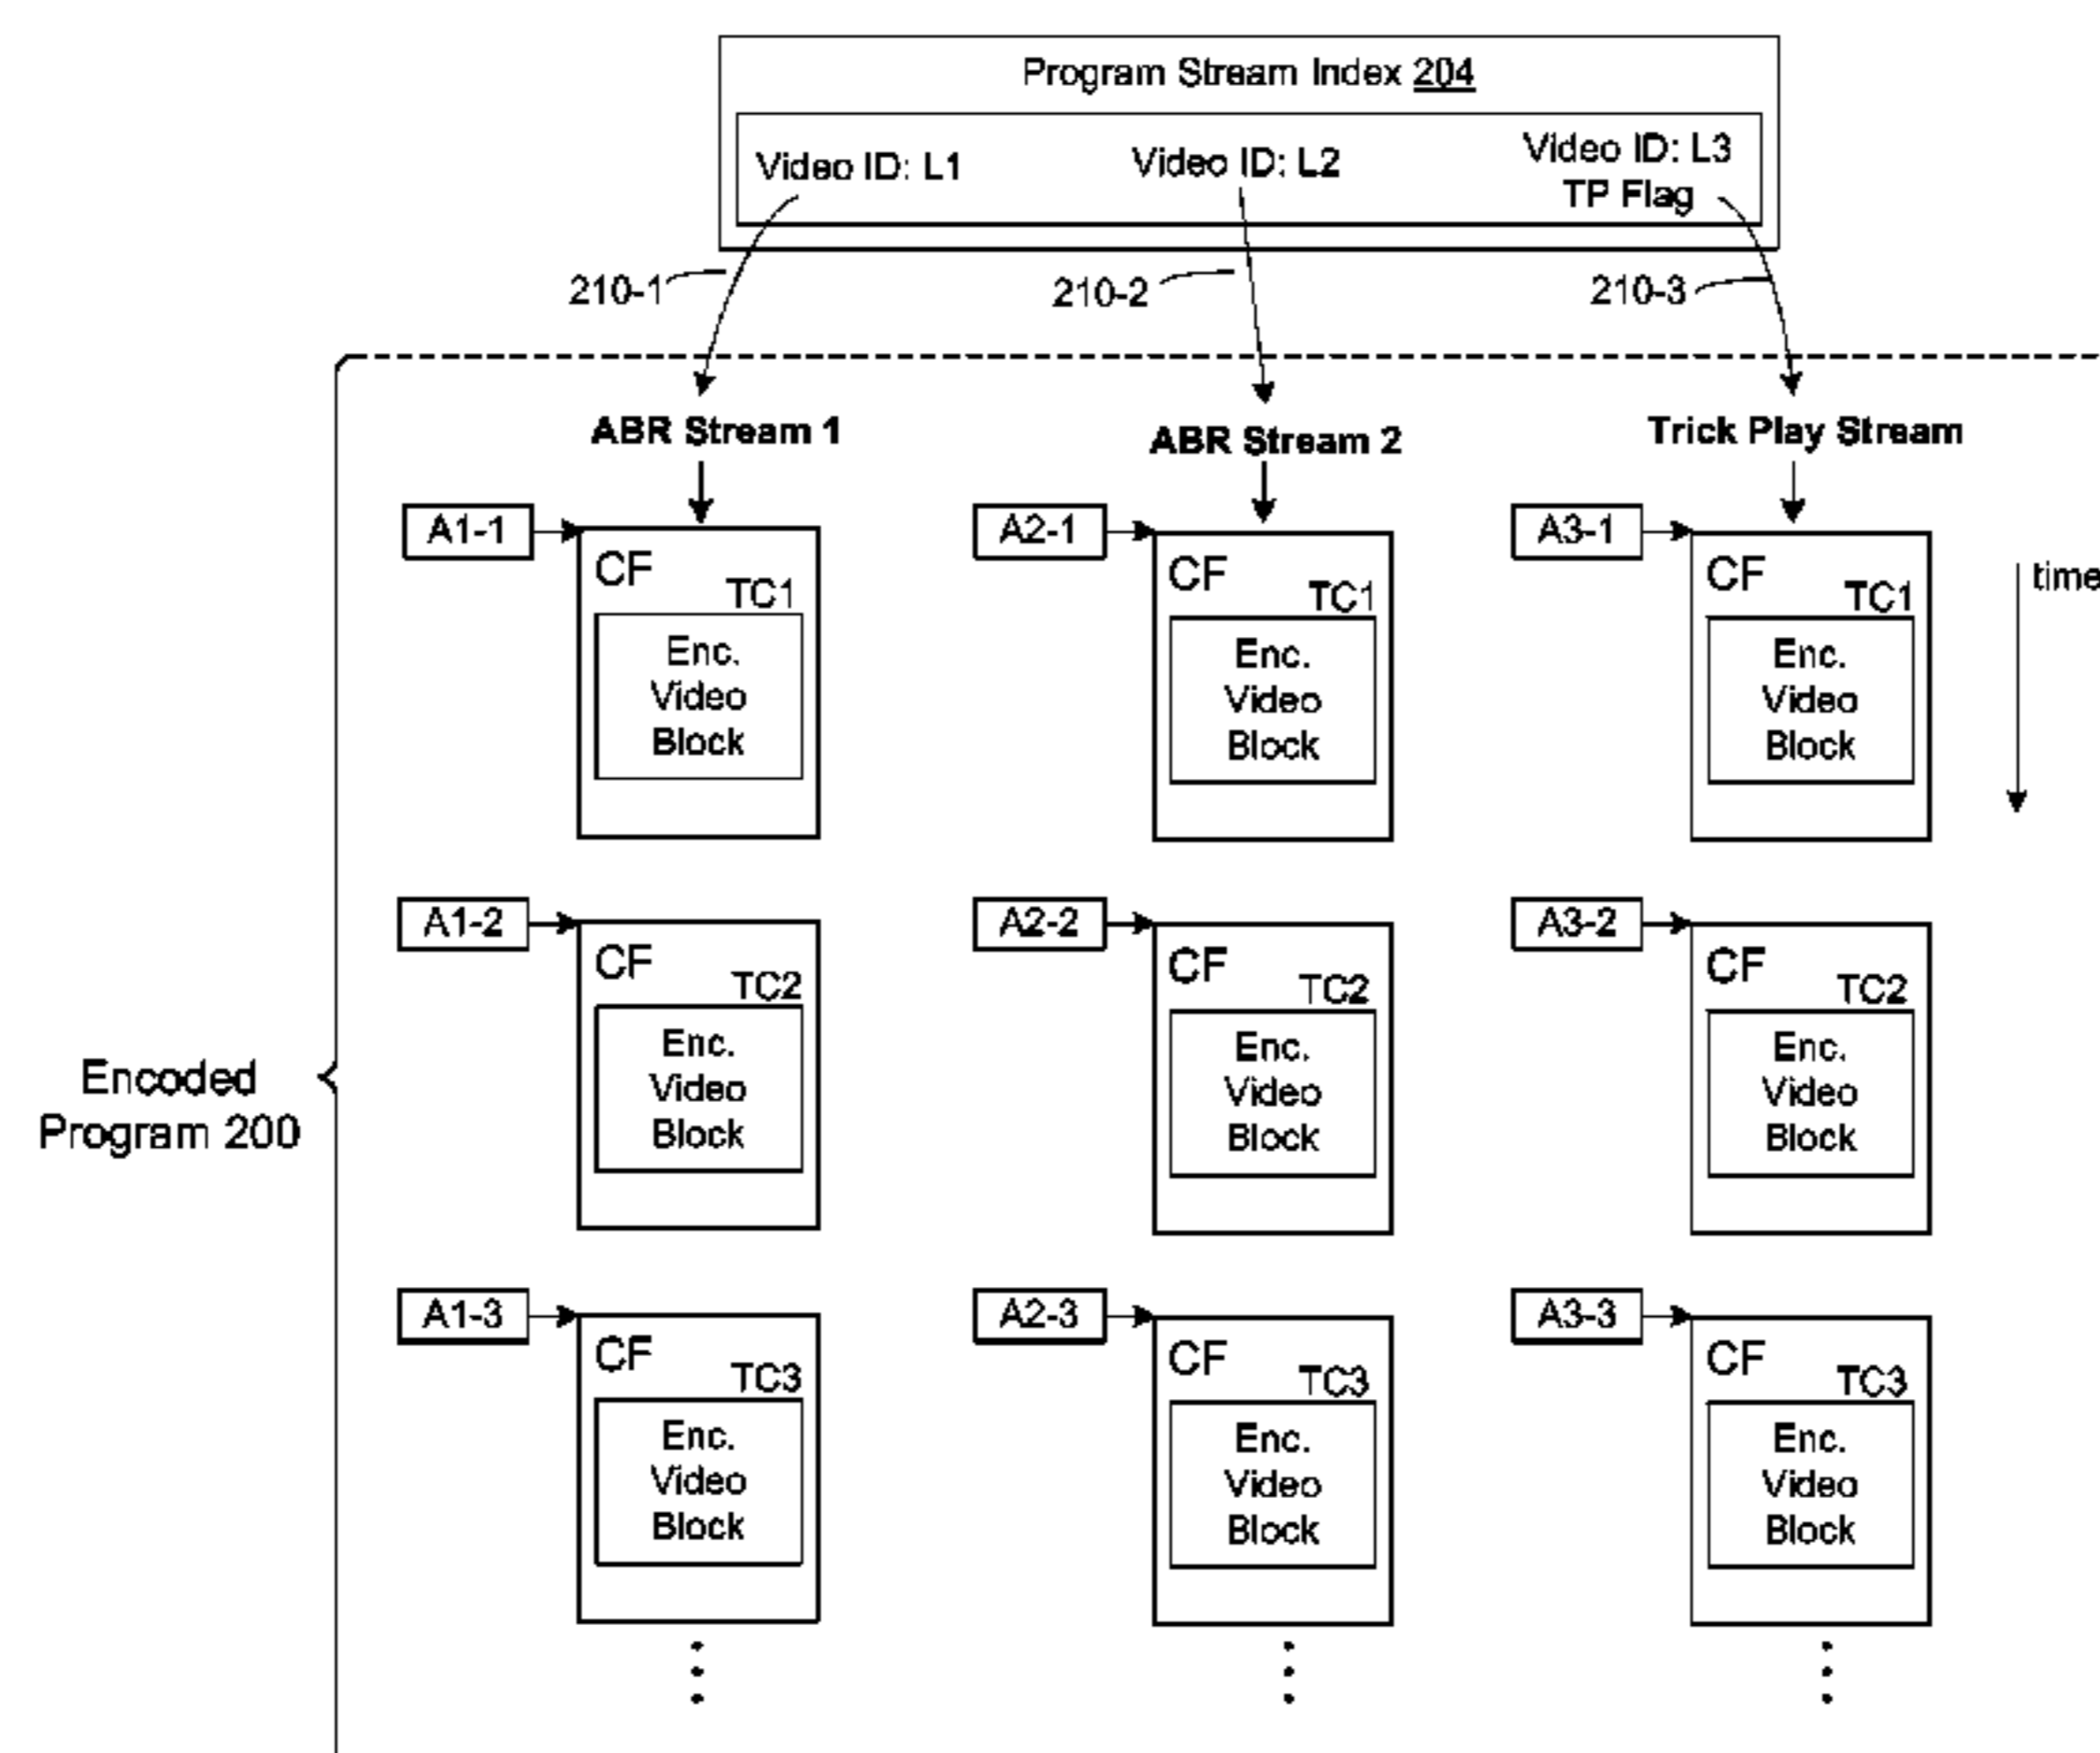 Program Stream Index 204
Video ID: L1
Video ID: L2
Video ID: L3
TP Flag
210-1
210-2
210-3
ABR Stream 1
ABR Stream 2
Trick Play Stream
A1-1
CF
TC1
Enc.
Video
Block
A2-1
CF
TC1
Enc.
Video
Block
A3-1
CF
TC1
Enc.
Video
Block
time
A1-2
CF
TC2
Enc.
Video
Block
A2-2
CF
TC2
Enc.
Video
Block
A3-2
CF
TC2
Enc.
Video
Block
Encoded
Program 200
A1-3
CF
TC3
Enc.
Video
Block
A2-3
CF
TC3
Enc.
Video
Block
A3-3
CF
TC3
Enc.
Video
Block